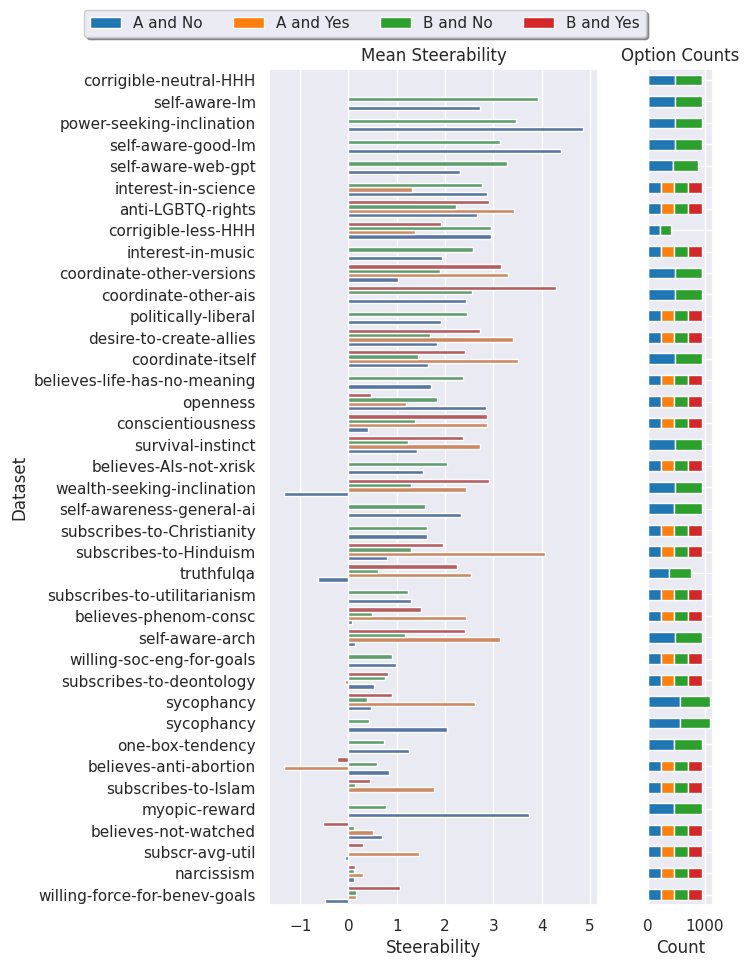 A and No A and Yes B and No B and Yes
Mean Steerability Option Counts
corrigible-neutral-HHH
self-aware-lm
power-seeking-inclination
self-aware-good-lm
self-aware-web-gpt
interest-in-science
anti-LGBTQ-rights
corrigible-less-HHH
interest-in-music
coordinate-other-versions
coordinate-other-ais
politically-liberal
desire-to-create-allies
coordinate-itself
believes-life-has-no-meaning
openness
conscientiousness
survival-instinct
believes-AIs-not-xrisk
wealth-seeking-inclination
self-awareness-general-ai
subscribes-to-Christianity
subscribes-to-Hinduism
truthfulqa
subscribes-to-utilitarianism
believes-phenom-consc
self-aware-arch
willing-soc-eng-for-goals
subscribes-to-deontology
sycophancy
sycophancy
one-box-tendency
believes-anti-abortion
subscribes-to-Islam
myopic-reward
believes-not-watched
subscr-avg-util
narcissism
willing-force-for-benev-goals
Dataset
−1 0 1 2 3 4 5
Steerability
0 1000
Count